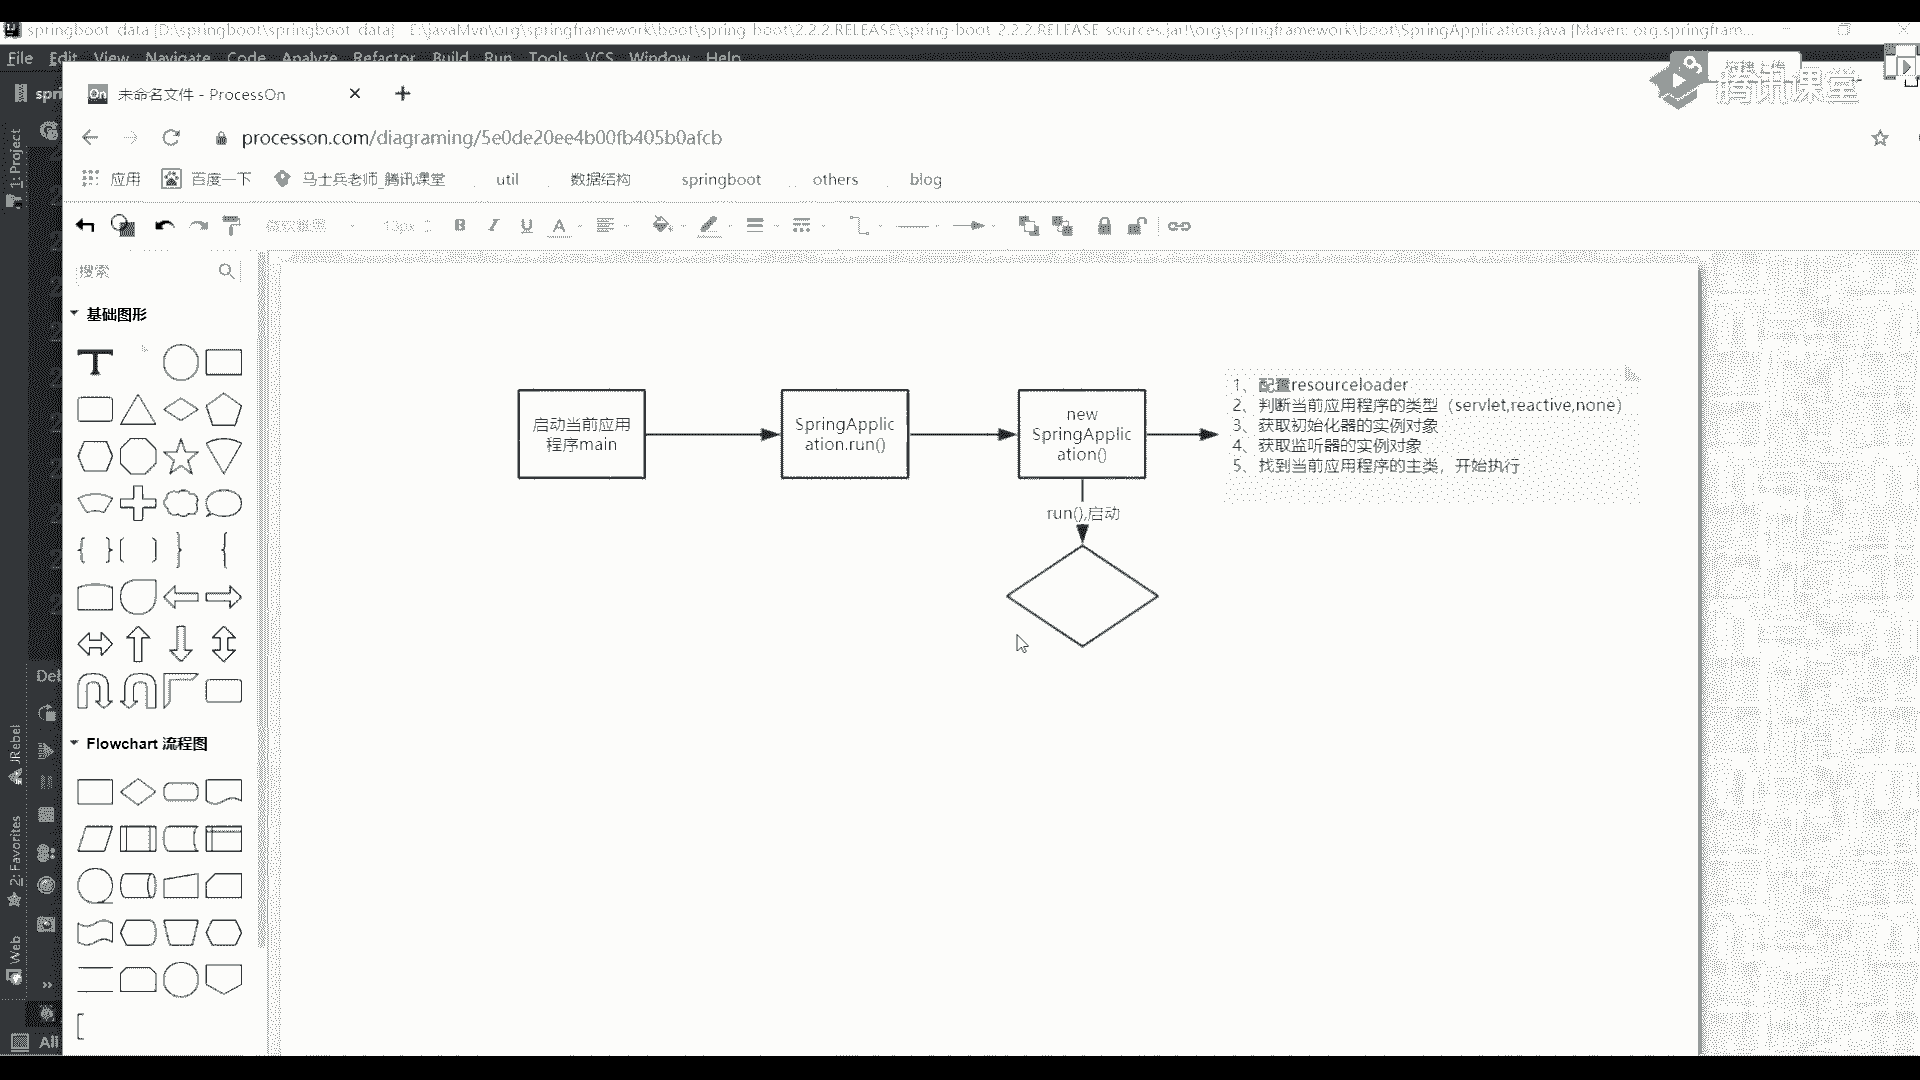 springboot_data [D:\springboot\springboot_data] - E:\javaMvn\org\springframework\boot\spring-boot\2.2.2.RELEASE\spring-boot-2.2.2.RELEASE-sources.jar!\org\springframework\boot\SpringApplication.java [Maven: org.springfram...
File Edit View Navigate Code Analyze Refactor Build Run Tools VCS Window Help
腾讯课堂
spri
On 未命名文件 - ProcessOn
processon.com/diagraming/5e0de20ee4b00fb405b0afcb
应用 百度一下 马士兵老师_腾讯课堂 util 数据结构 springboot others blog
微软雅黑 13px B I U A
搜索
基础图形
T
Flowchart 流程图
1: Project
JRebel
2: Favorites
Web
Del
All
启动当前应用
程序main
SpringApplic
ation.run()
new
SpringApplic
ation()
1、配置resourceloader
2、判断当前应用程序的类型（servlet,reactive,none）
3、获取初始化器的实例对象
4、获取监听器的实例对象
5、找到当前应用程序的主类，开始执行
run(),启动